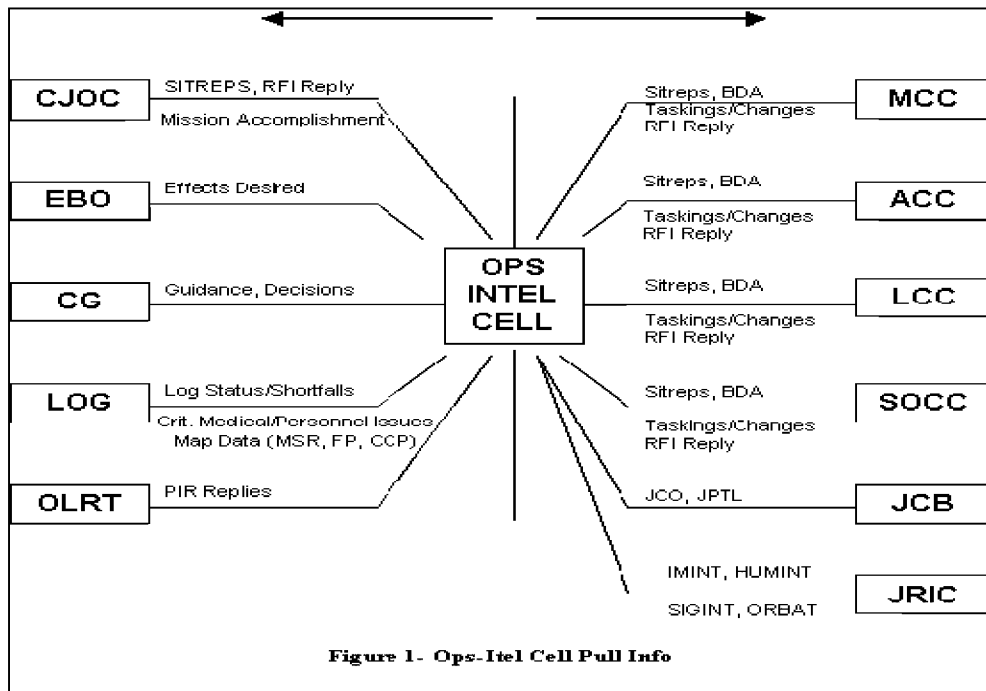 CJOC
SITREPS, RFI Reply
Mission Accomplishment
EBO
Effects Desired
CG
Guidance, Decisions
LOG
Log Status/Shortfalls
Crit. Medical/Personnel Issues
Map Data (MSR, FP, CCP)
OLRT
PIR Replies
OPS
INTEL
CELL
Sitreps, BDA
Taskings/Changes
RFI Reply
MCC
Sitreps, BDA
Taskings/Changes
RFI Reply
ACC
Sitreps, BDA
Taskings/Changes
RFI Reply
LCC
Sitreps, BDA
Taskings/Changes
RFI Reply
SOCC
JCO, JPTL
JCB
IMINT, HUMINT
SIGINT, ORBAT
JRIC
Figure 1- Ops-Itel Cell Pull Info